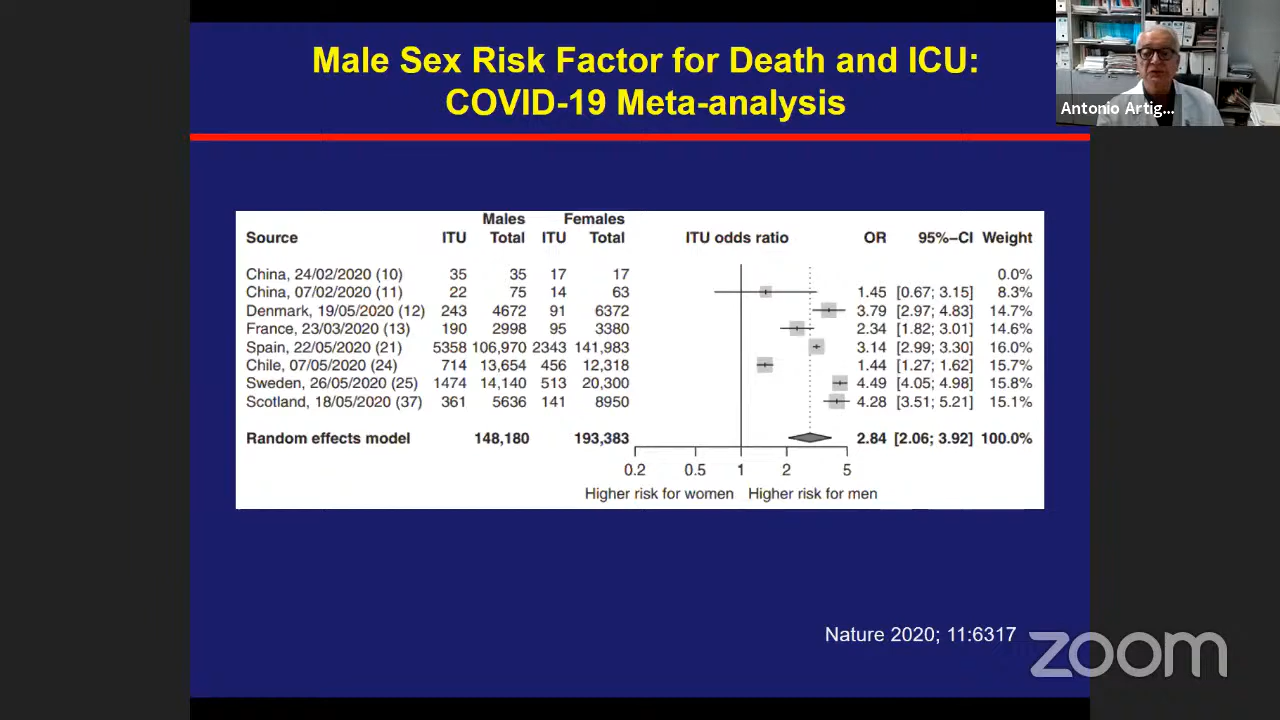 Male Sex Risk Factor for Death and ICU:
COVID-19 Meta-analysis
Antonio Artig...
Males Females
Source ITU Total ITU Total ITU odds ratio OR 95%−CI Weight
China, 24/02/2020 (10) 35 35 17 17 0.0%
China, 07/02/2020 (11) 22 75 14 63 1.45 [0.67; 3.15] 8.3%
Denmark, 19/05/2020 (12) 243 4672 91 6372 3.79 [2.97; 4.83] 14.7%
France, 23/03/2020 (13) 190 2998 95 3380 2.34 [1.82; 3.01] 14.6%
Spain, 22/05/2020 (21) 5358 106,970 2343 141,983 3.14 [2.99; 3.30] 16.0%
Chile, 07/05/2020 (24) 714 13,654 456 12,318 1.44 [1.27; 1.62] 15.7%
Sweden, 26/05/2020 (25) 1474 14,140 513 20,300 4.49 [4.05; 4.98] 15.8%
Scotland, 18/05/2020 (37) 361 5636 141 8950 4.28 [3.51; 5.21] 15.1%
Random effects model 148,180 193,383 2.84 [2.06; 3.92] 100.0%
0.2 0.5 1 2 5
Higher risk for women Higher risk for men
Nature 2020; 11:6317
zoom